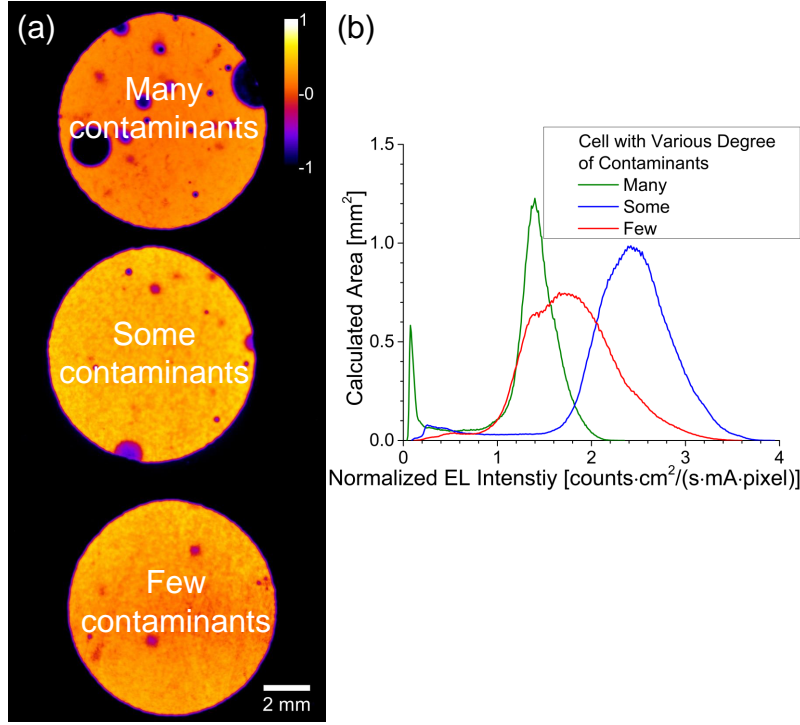 (a)
1
-0
-1
Many
contaminants
Some
contaminants
Few
contaminants
2 mm
(b)
Calculated Area [mm²]
1.5
1.0
0.5
0.0
Cell with Various Degree
of Contaminants
Many
Some
Few
0 1 2 3 4
Normalized EL Intenstiy [counts·cm²/(s·mA·pixel)]